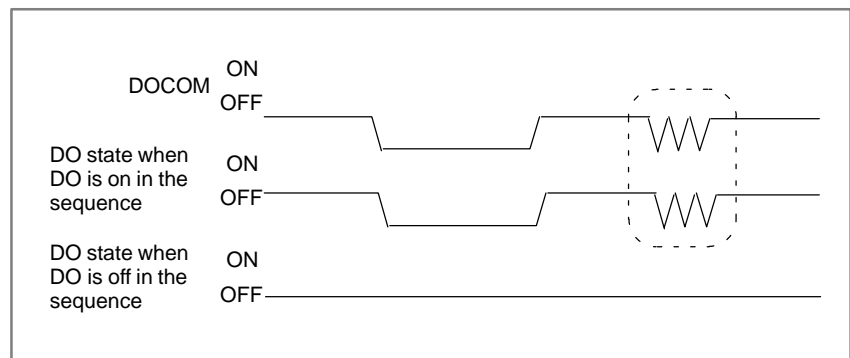 DOCOM
ON
OFF
DO state when
DO is on in the
sequence
ON
OFF
DO state when
DO is off in the
sequence
ON
OFF